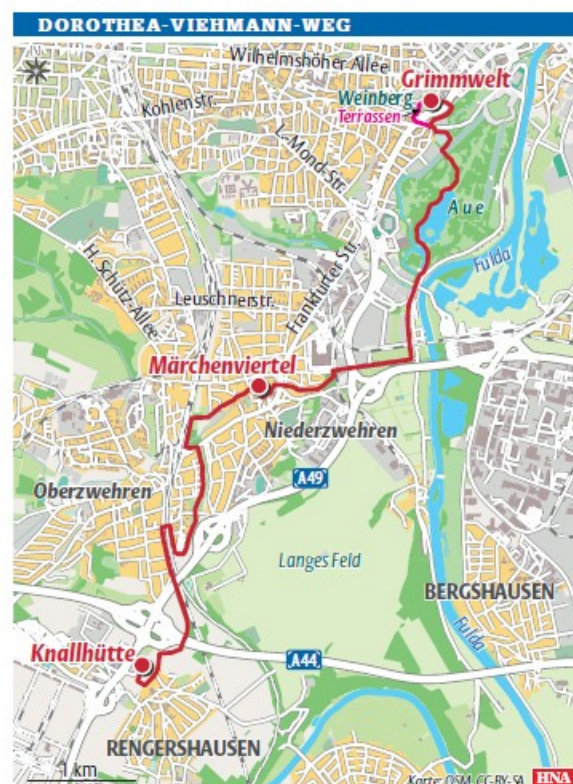 DOROTHEA-VIEHMANN-WEG
Wilhelmshöher Allee
Grimmwelt
Weinberg
Terrassen
Kohlenstr.
L.-Mond-Str.
Aue
Fulda
H.-Schütz-Allee
Frankfurter Str.
Leuschnerstr.
Märchenviertel
Niederzwehren
Oberzwehren
A49
Langes Feld
BERGSHAUSEN
Fulda
Knallhütte
A44
RENGERSHAUSEN
1 km
Karte: OSM, CC-BY-SA HNA